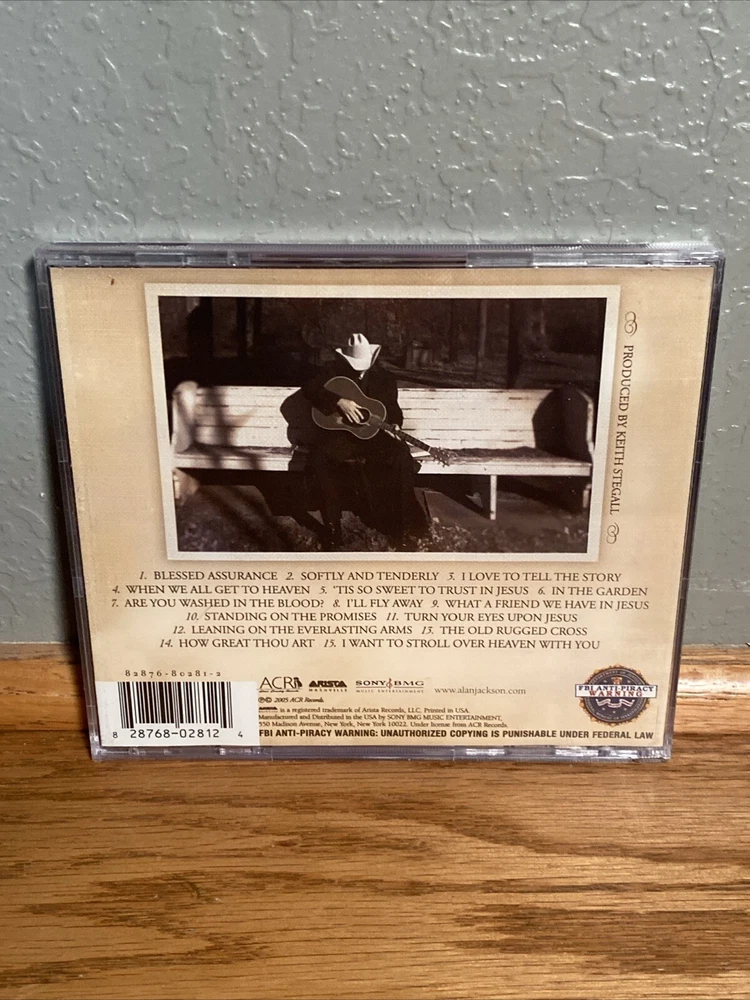 PRODUCED BY KEITH STEGALL
1. BLESSED ASSURANCE 2. SOFTLY AND TENDERLY 3. I LOVE TO TELL THE STORY
4. WHEN WE ALL GET TO HEAVEN 5. 'TIS SO SWEET TO TRUST IN JESUS 6. IN THE GARDEN
7. ARE YOU WASHED IN THE BLOOD? 8. I'LL FLY AWAY 9. WHAT A FRIEND WE HAVE IN JESUS
10. STANDING ON THE PROMISES 11. TURN YOUR EYES UPON JESUS
12. LEANING ON THE EVERLASTING ARMS 13. THE OLD RUGGED CROSS
14. HOW GREAT THOU ART 15. I WANT TO STROLL OVER HEAVEN WITH YOU
82876-80281-2
8 28768-02812 4
ACR
ARISTA
NASHVILLE
SONY BMG
MUSIC ENTERTAINMENT
www.alanjackson.com
℗© 2005 ACR Records.
is a registered trademark of Arista Records, LLC. Printed in USA.
Manufactured and Distributed in the USA by SONY BMG MUSIC ENTERTAINMENT,
550 Madison Avenue, New York, New York 10022. Under license from ACR Records.
FBI ANTI-PIRACY WARNING: UNAUTHORIZED COPYING IS PUNISHABLE UNDER FEDERAL LAW
FBI ANTI-PIRACY
WARNING